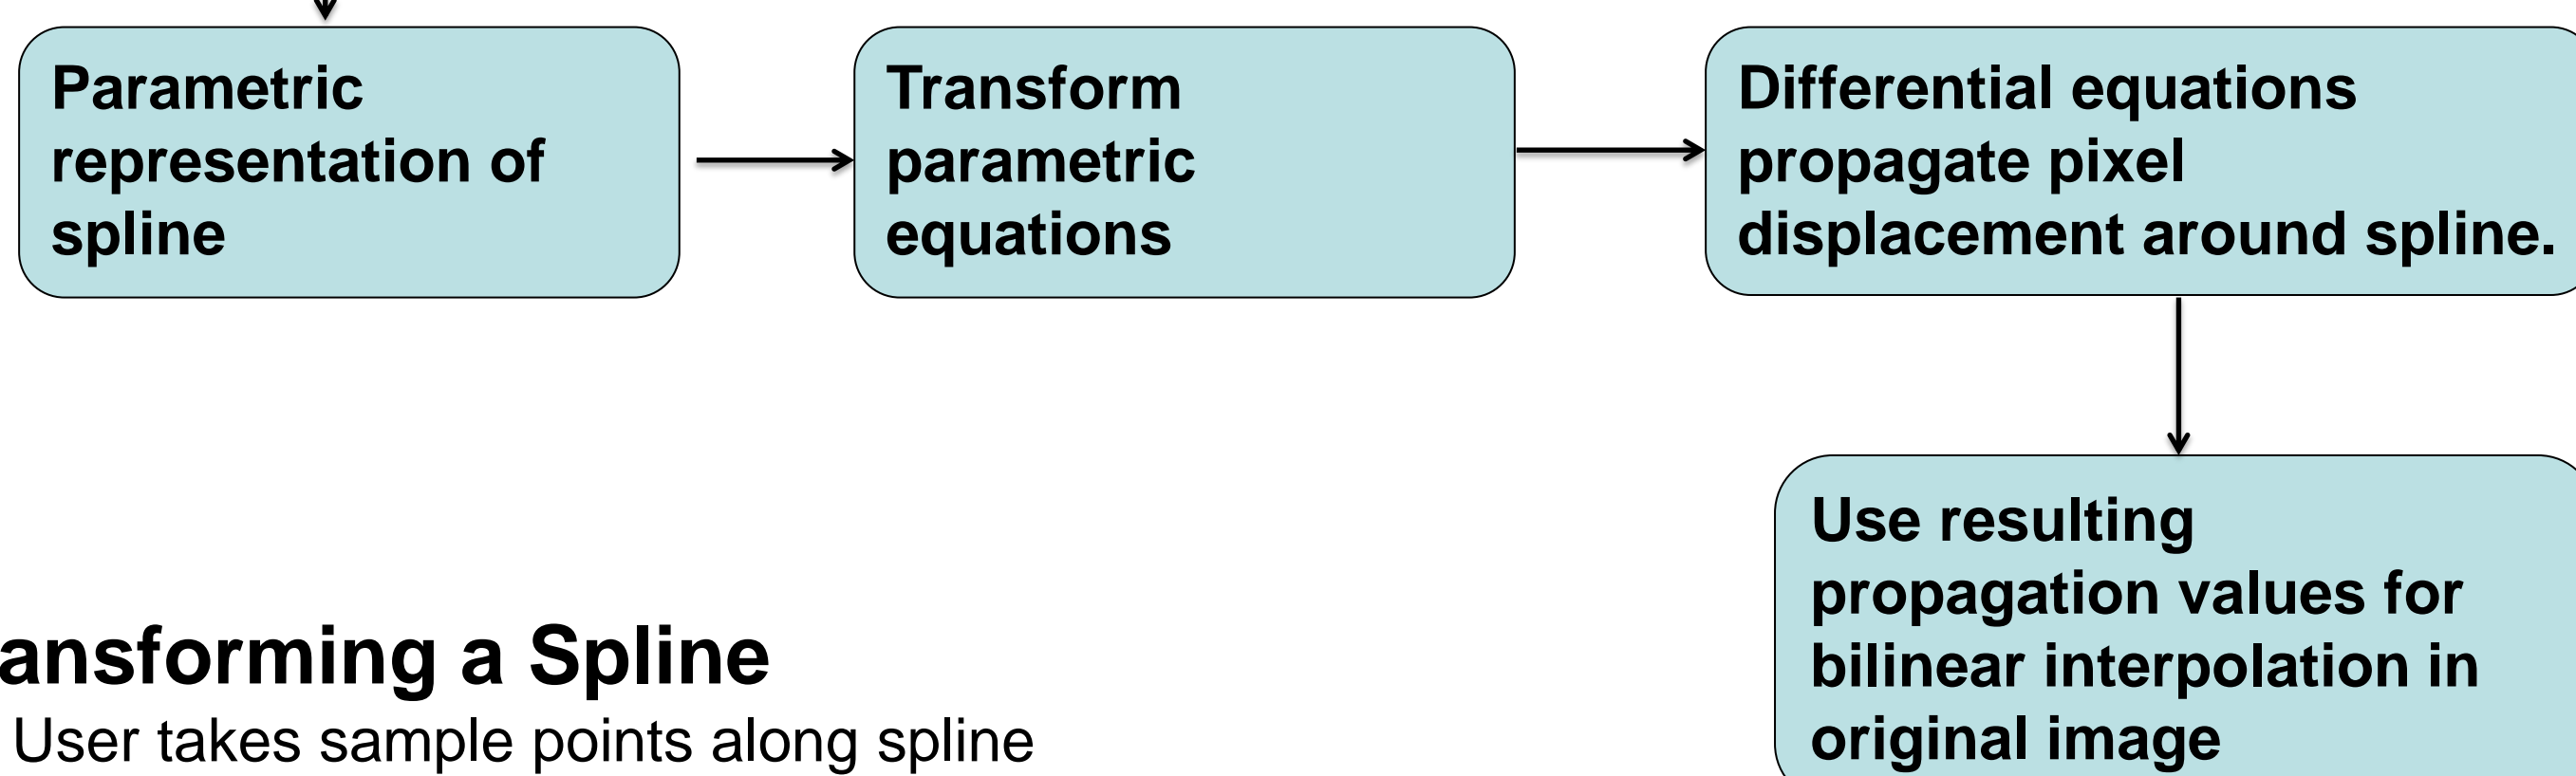 Parametric
representation of
spline
Transform
parametric
equations
Differential equations
propagate pixel
displacement around spline.
Use resulting
propagation values for
bilinear interpolation in
original image
ansforming a Spline
User takes sample points along spline